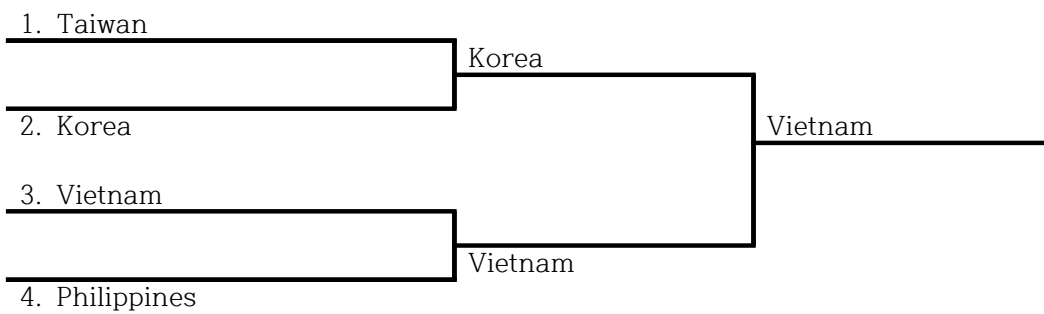 1. Taiwan
Korea
2. Korea
Vietnam
3. Vietnam
Vietnam
4. Philippines